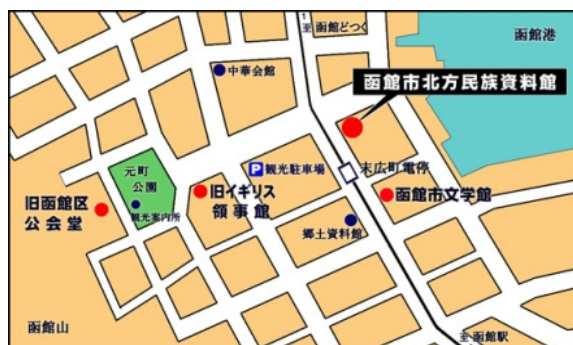 至函館どつく
函館港
中華会館
函館市北方民族資料館
元町
公園
P観光駐車場
末広町電停
旧函館区
公会堂
観光案内所
旧イギリス
領事館
函館市文学館
郷土資料館
函館山
至函館駅